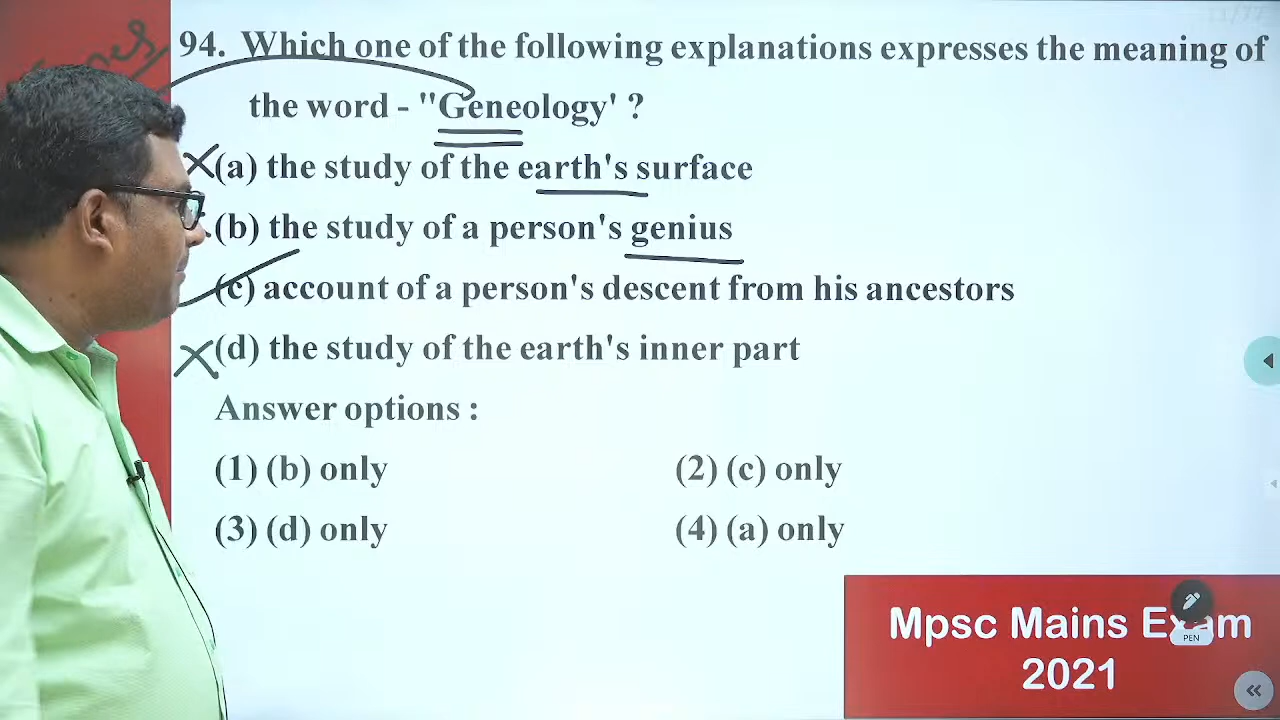 94. Which one of the following explanations expresses the meaning of
the word - "Geneology' ?
(a) the study of the earth's surface
(b) the study of a person's genius
(c) account of a person's descent from his ancestors
(d) the study of the earth's inner part
Answer options :
(1) (b) only (2) (c) only
(3) (d) only (4) (a) only
Mpsc Mains Exam
2021
PEN